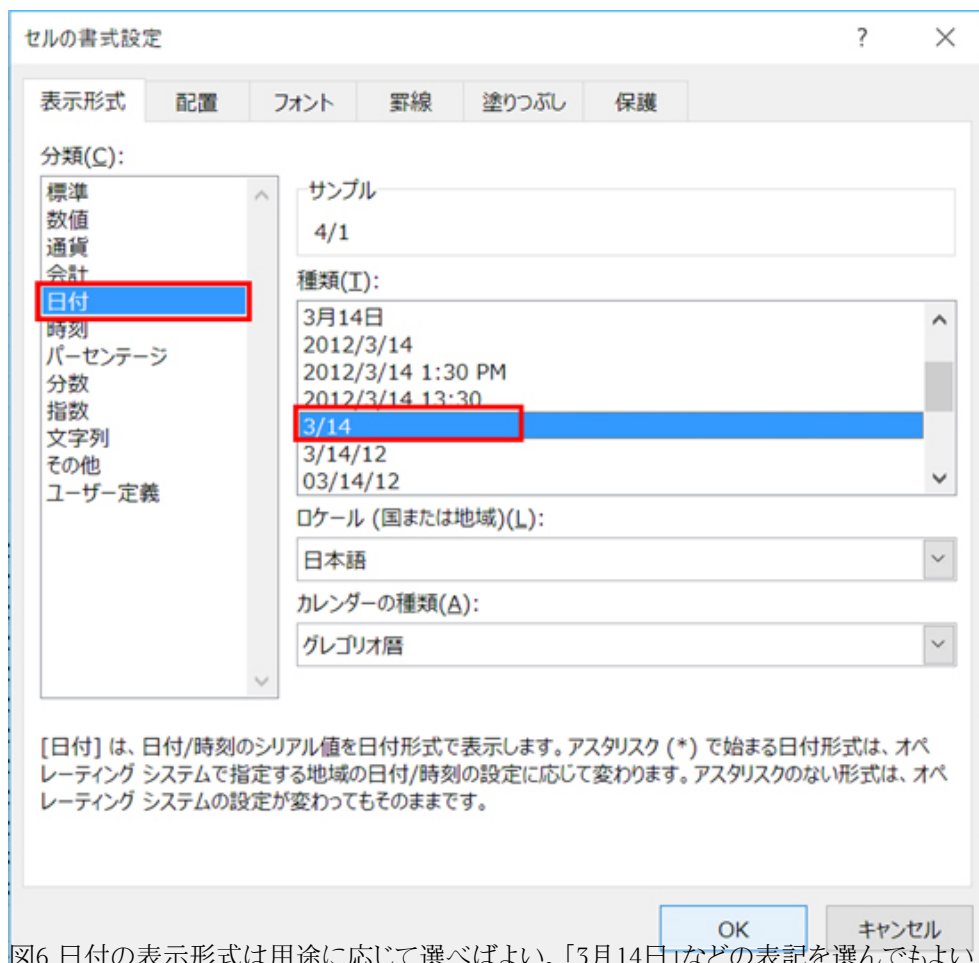 セルの書式設定 ?
表示形式 配置 フォント 罫線 塗りつぶし 保護
分類(C):
標準
数値
通貨
会計
日付
時刻
パーセンテージ
分数
指数
文字列
その他
ユーザー定義
サンプル
4/1
種類(T):
3月14日
2012/3/14
2012/3/14 1:30 PM
2012/3/14 13:30
3/14
3/14/12
03/14/12
ロケール (国または地域)(L):
日本語
カレンダーの種類(A):
グレゴリオ暦
[日付] は、日付/時刻のシリアル値を日付形式で表示します。アスタリスク (*) で始まる日付形式は、オペ
レーティング システムで指定する地域の日付/時刻の設定に応じて変わります。アスタリスクのない形式は、オペ
レーティング システムの設定が変わってもそのままです。
OK キャンセル
図6 日付の表示形式は用途に応じて選べばよい。「3月14日」などの表記を選んでもよい